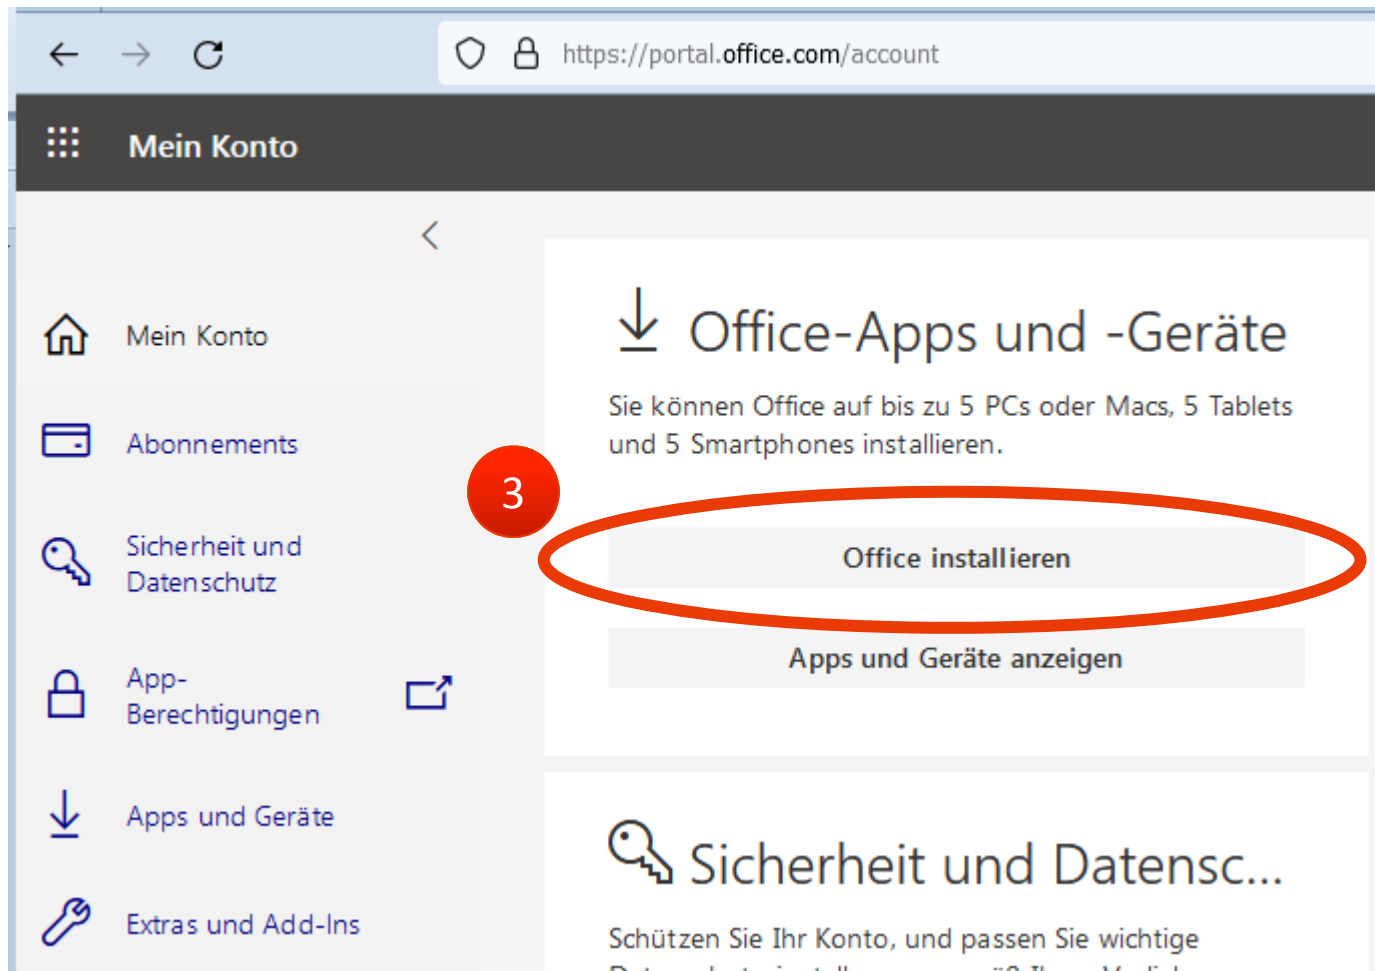 https://portal.office.com/account
Mein Konto
Mein Konto
Abonnements
Sicherheit und
Datenschutz
App-
Berechtigungen
Apps und Geräte
Extras und Add-Ins
Office-Apps und -Geräte
Sie können Office auf bis zu 5 PCs oder Macs, 5 Tablets
und 5 Smartphones installieren.
3
Office installieren
Apps und Geräte anzeigen
Sicherheit und Datensc...
Schützen Sie Ihr Konto, und passen Sie wichtige